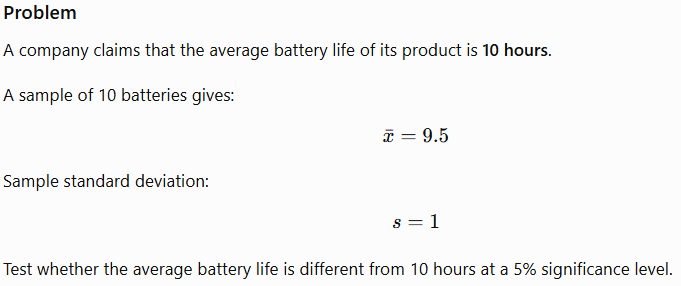 Problem
A company claims that the average battery life of its product is 10 hours.
A sample of 10 batteries gives:
x̄ = 9.5
Sample standard deviation:
s = 1
Test whether the average battery life is different from 10 hours at a 5% significance level.